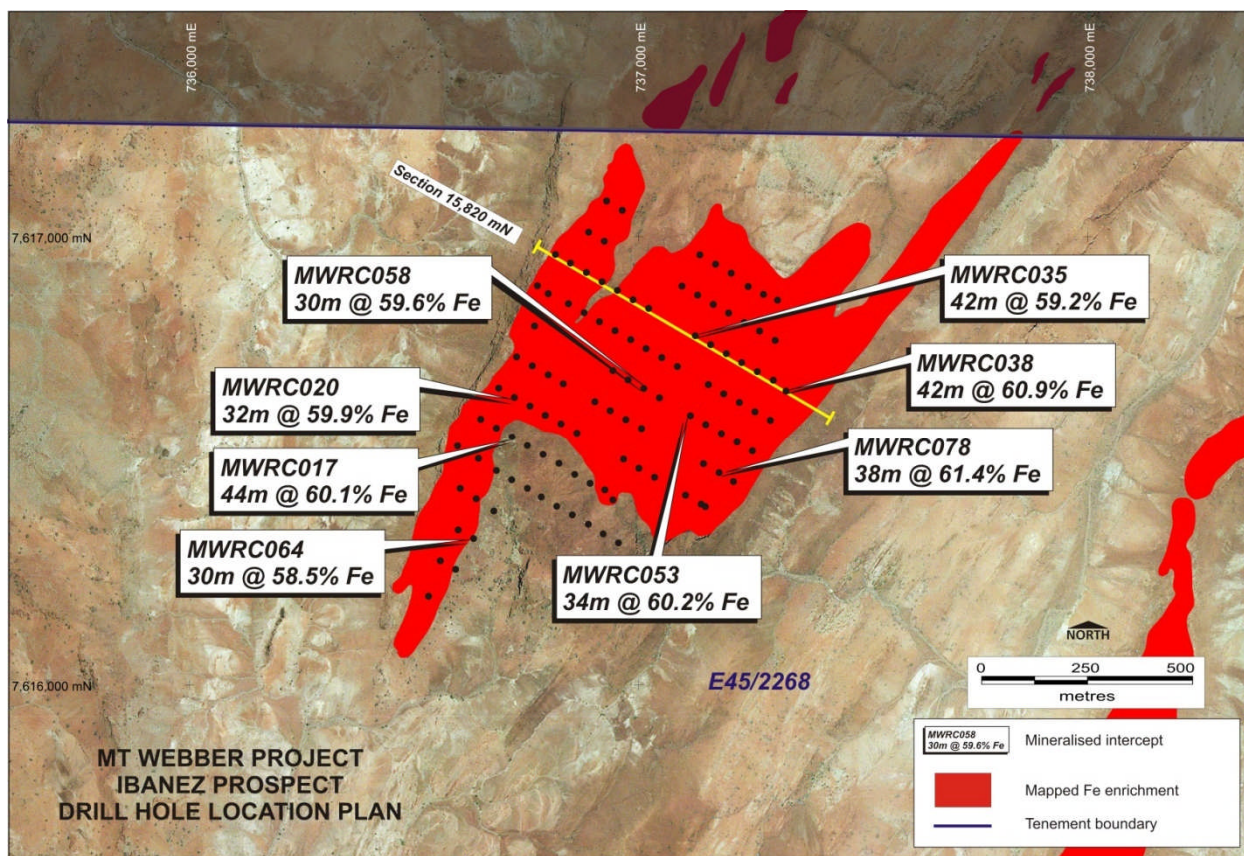 736,000 mE
737,000 mE
738,000 mE
Section 15,820 mN
7,617,000 mN
MWRC058
30m @ 59.6% Fe
MWRC035
42m @ 59.2% Fe
MWRC020
32m @ 59.9% Fe
MWRC038
42m @ 60.9% Fe
MWRC017
44m @ 60.1% Fe
MWRC078
38m @ 61.4% Fe
MWRC064
30m @ 58.5% Fe
MWRC053
34m @ 60.2% Fe
7,616,000 mN
E45/2268
NORTH
0 250 500
metres
MT WEBBER PROJECT
IBANEZ PROSPECT
DRILL HOLE LOCATION PLAN
MWRC058
30m @ 59.6% Fe
Mineralised intercept
Mapped Fe enrichment
Tenement boundary